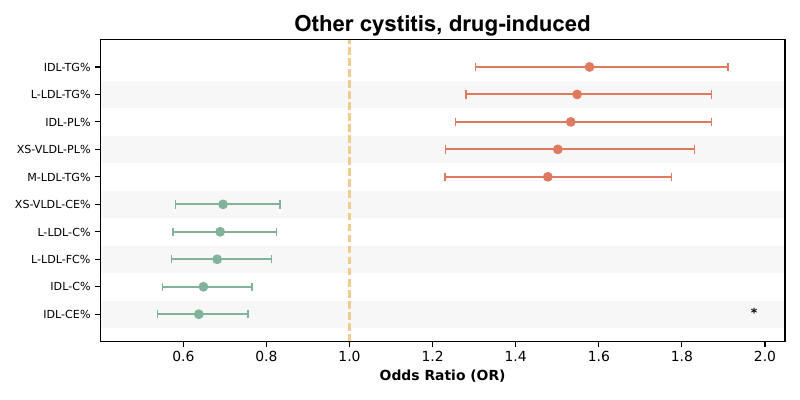 Other cystitis, drug-induced
IDL-TG%
L-LDL-TG%
IDL-PL%
XS-VLDL-PL%
M-LDL-TG%
XS-VLDL-CE%
L-LDL-C%
L-LDL-FC%
IDL-C%
IDL-CE% *
0.6 0.8 1.0 1.2 1.4 1.6 1.8 2.0
Odds Ratio (OR)